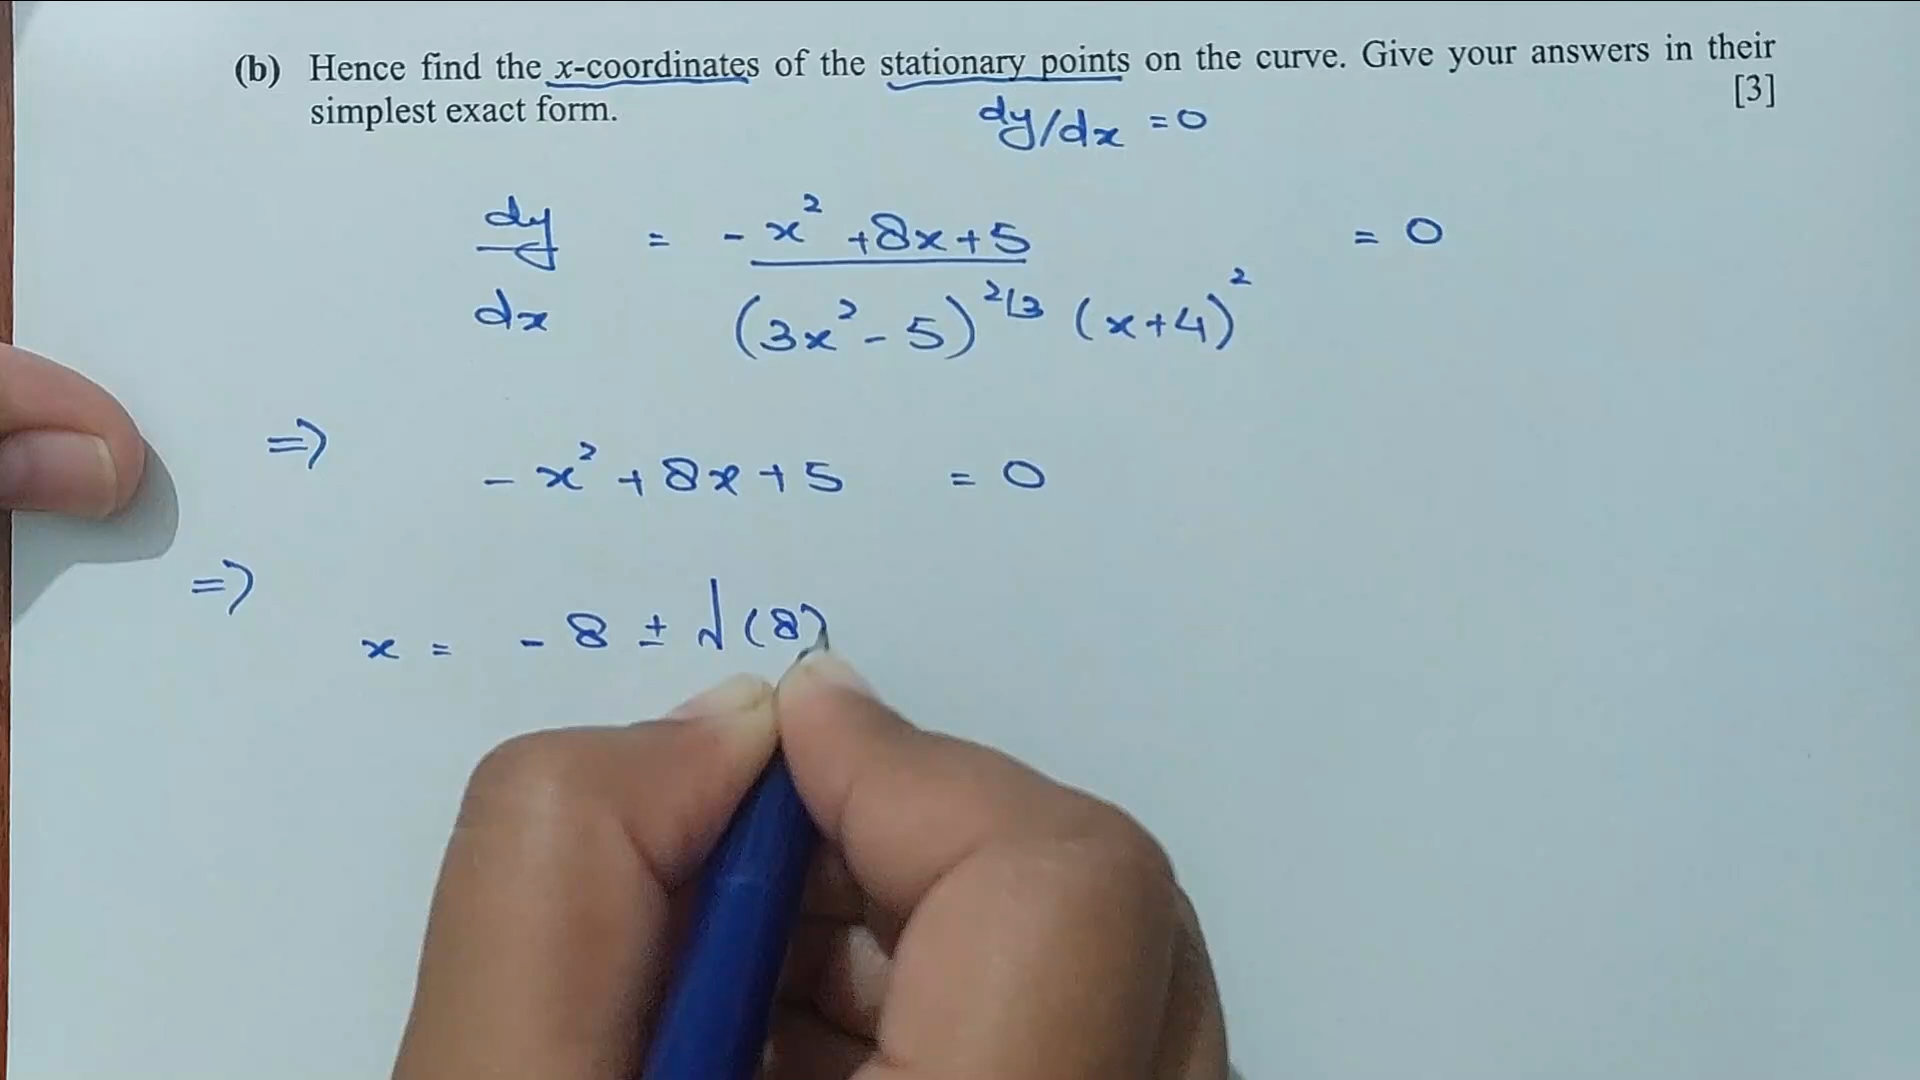 (b) Hence find the x-coordinates of the stationary points on the curve. Give your answers in their
simplest exact form. [3]
dy/dx = 0
dy/dx = -x² + 8x + 5 / (3x² - 5)^2/3 (x+4)² = 0
=> -x² + 8x + 5 = 0
=> x = -8 ± √(8)